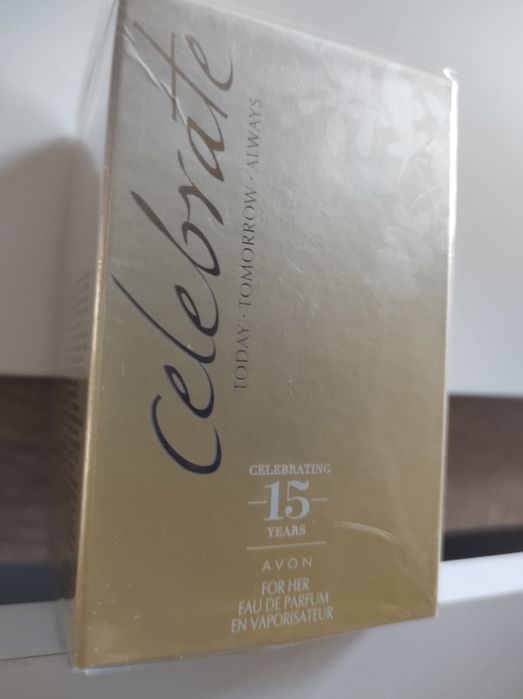 Celebrate
TODAY · TOMORROW · ALWAYS
CELEBRATING
-15-
YEARS
AVON
FOR HER
EAU DE PARFUM
EN VAPORISATEUR